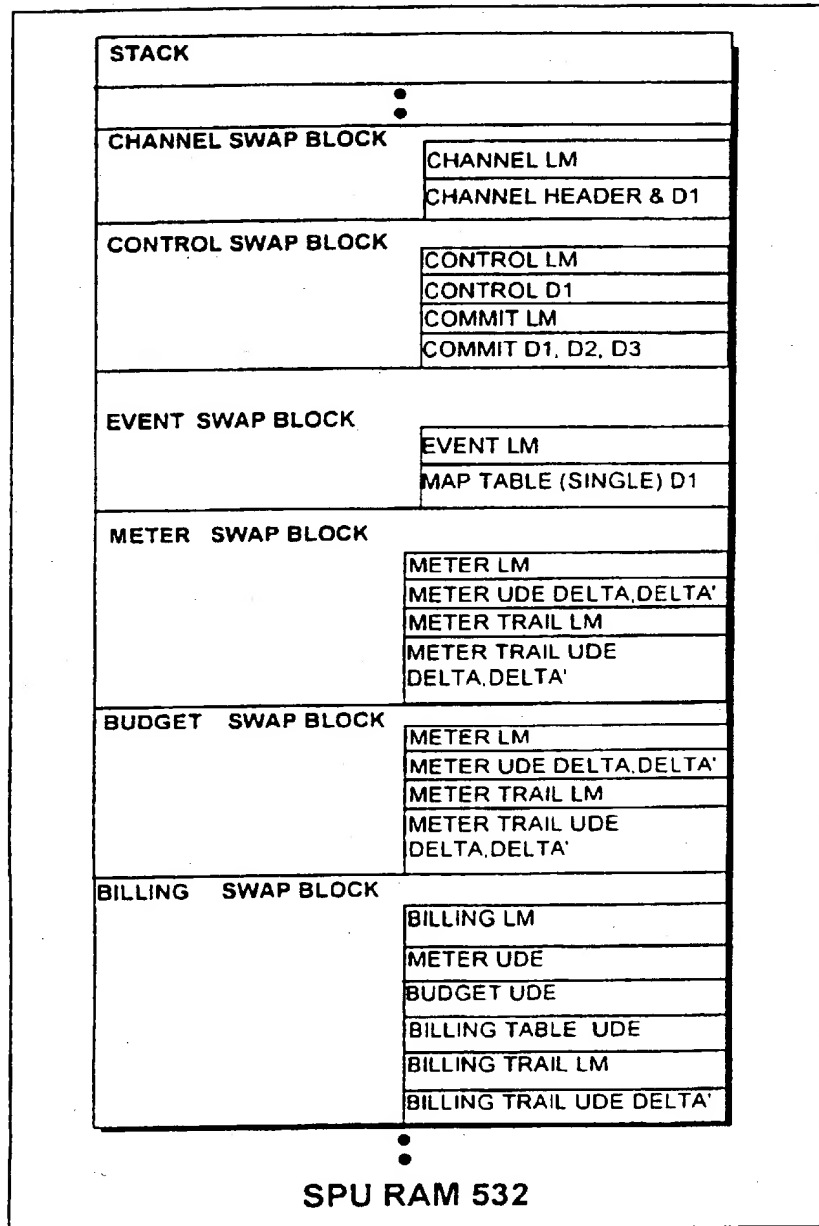 STACK
CHANNEL SWAP BLOCK
CHANNEL LM
CHANNEL HEADER & D1
CONTROL SWAP BLOCK
CONTROL LM
CONTROL D1
COMMIT LM
COMMIT D1, D2, D3
EVENT SWAP BLOCK
EVENT LM
MAP TABLE (SINGLE) D1
METER SWAP BLOCK
METER LM
METER UDE DELTA,DELTA'
METER TRAIL LM
METER TRAIL UDE
DELTA,DELTA'
BUDGET SWAP BLOCK
METER LM
METER UDE DELTA,DELTA'
METER TRAIL LM
METER TRAIL UDE
DELTA,DELTA'
BILLING SWAP BLOCK
BILLING LM
METER UDE
BUDGET UDE
BILLING TABLE UDE
BILLING TRAIL LM
BILLING TRAIL UDE DELTA'
SPU RAM 532